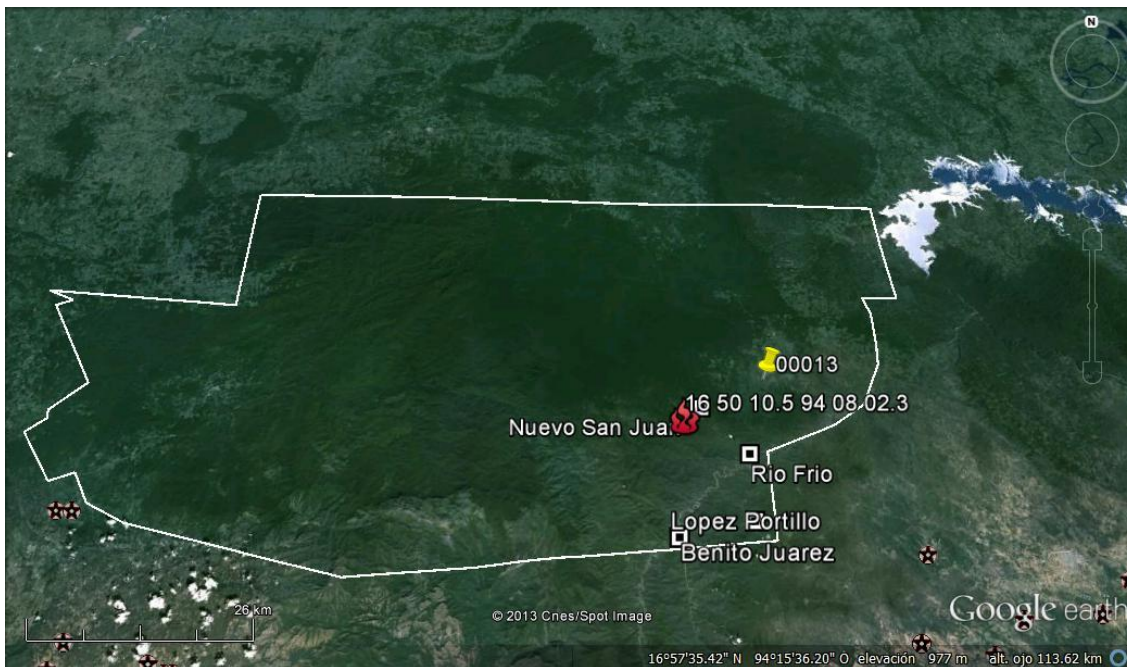 N
00013
16 50 10.5 94 08 02.3
Nuevo San Juan
Rio Frio
Lopez Portillo
Benito Juarez
26 km
© 2013 Cnes/Spot Image
Google earth
16°57'35.42" N 94°15'36.20" O elevación 977 m alt. ojo 113.62 km